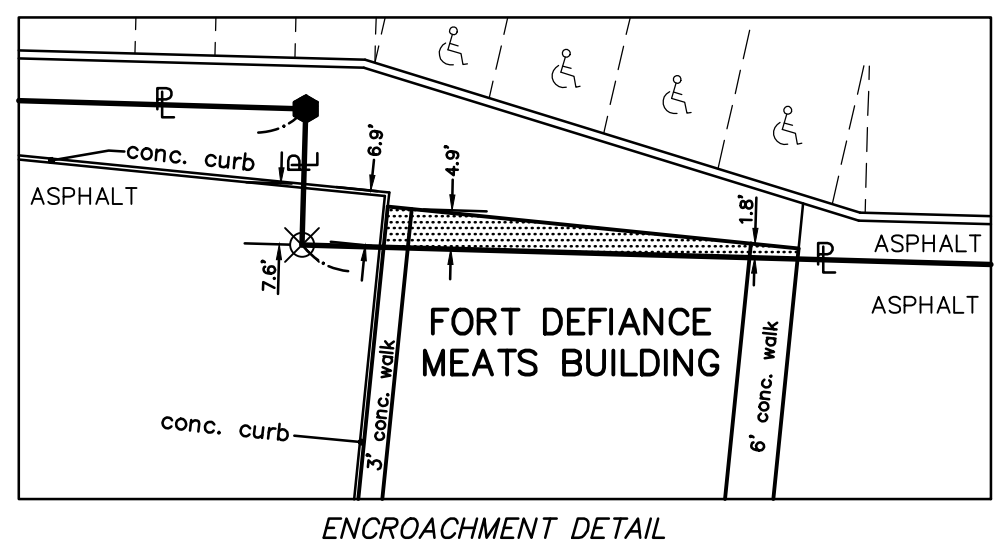 PL
conc. curb
PL
6.9'
4.9'
1.8'
ASPHALT
ASPHALT
PL
7.6'
ASPHALT
FORT DEFIANCE
MEATS BUILDING
3' conc. walk
6' conc. walk
conc. curb
ENCROACHMENT DETAIL